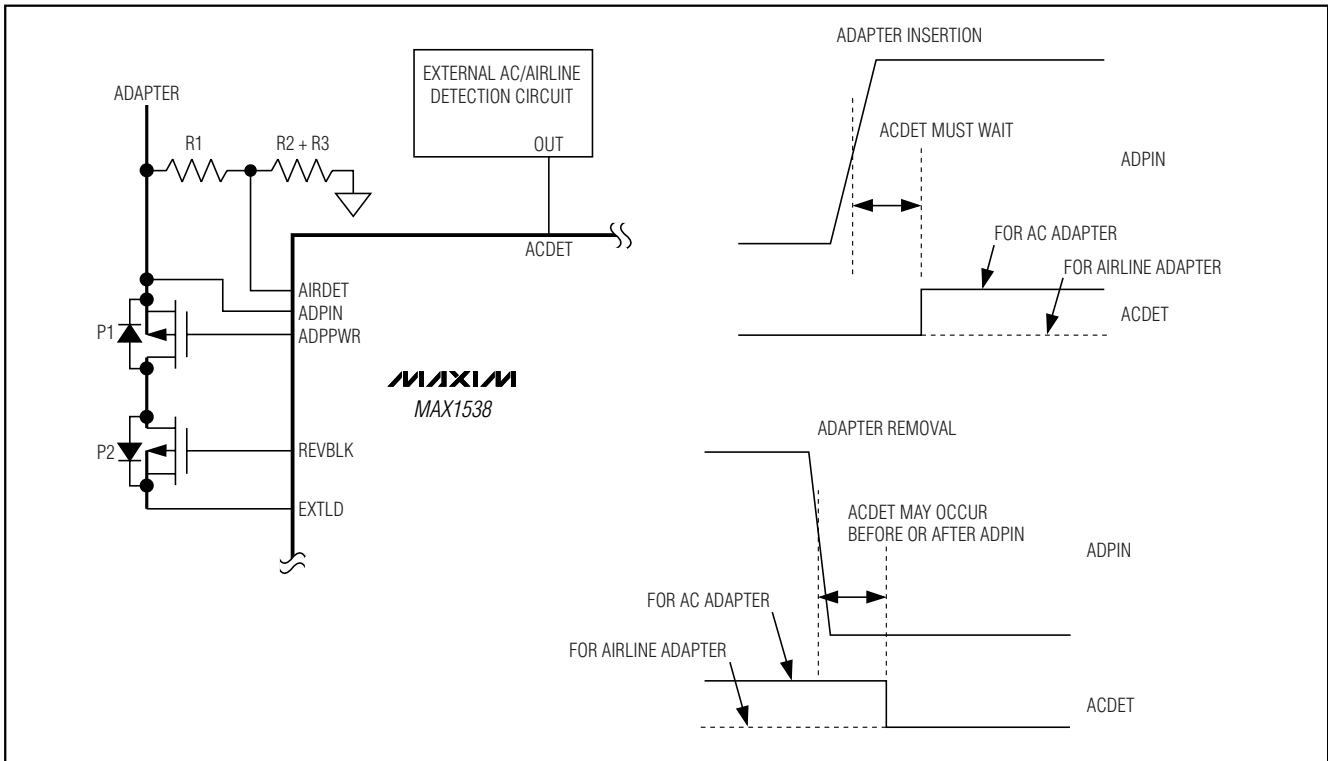 ADAPTER
R1
R2 + R3
EXTERNAL AC/AIRLINE
DETECTION CIRCUIT
OUT
ACDET
AIRDET
ADPIN
ADPPWR
P1
MAXIM
MAX1538
P2
REVBLK
EXTLD
ADAPTER INSERTION
ACDET MUST WAIT
ADPIN
FOR AC ADAPTER
FOR AIRLINE ADAPTER
ACDET
ADAPTER REMOVAL
ACDET MAY OCCUR
BEFORE OR AFTER ADPIN
ADPIN
FOR AC ADAPTER
FOR AIRLINE ADAPTER
ACDET